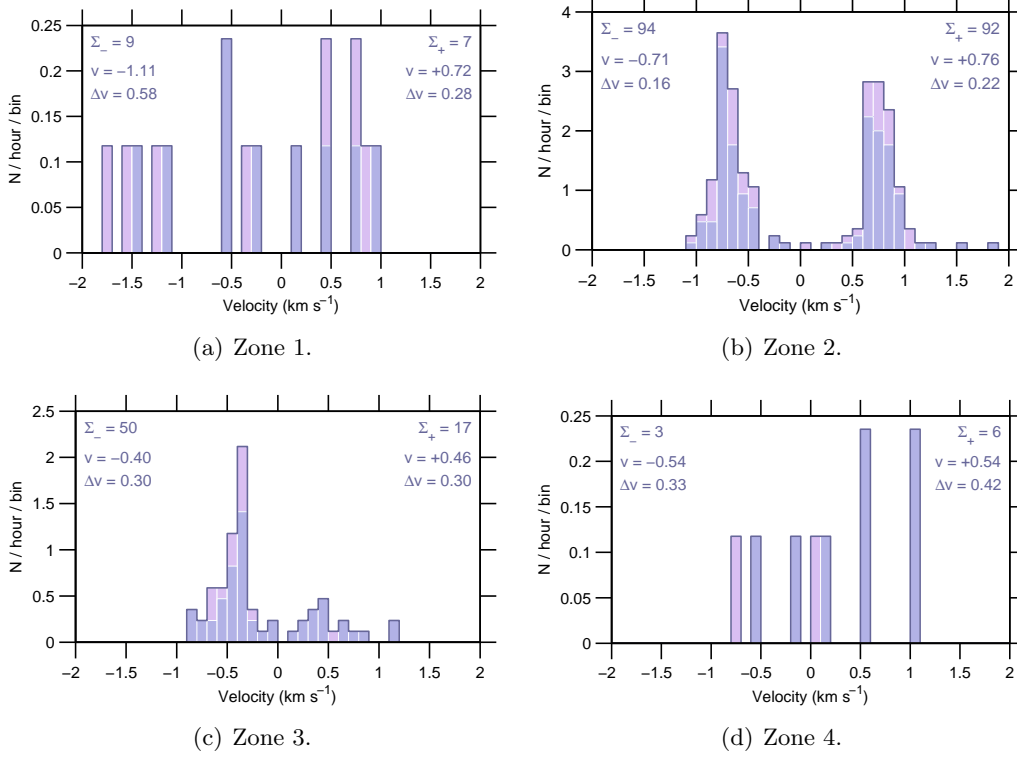 0.25
0.2
0.15
0.1
0.05
0
N / hour / bin
Σ− = 9
v = −1.11
Δv = 0.58
Σ+ = 7
v = +0.72
Δv = 0.28
−2 −1.5 −1 −0.5 0 0.5 1 1.5 2
Velocity (km s−1)
(a) Zone 1.
4
3
2
1
0
N / hour / bin
Σ− = 94
v = −0.71
Δv = 0.16
Σ+ = 92
v = +0.76
Δv = 0.22
−2 −1.5 −1 −0.5 0 0.5 1 1.5 2
Velocity (km s−1)
(b) Zone 2.
2.5
2
1.5
1
0.5
0
N / hour / bin
Σ− = 50
v = −0.40
Δv = 0.30
Σ+ = 17
v = +0.46
Δv = 0.30
−2 −1.5 −1 −0.5 0 0.5 1 1.5 2
Velocity (km s−1)
(c) Zone 3.
0.25
0.2
0.15
0.1
0.05
0
N / hour / bin
Σ− = 3
v = −0.54
Δv = 0.33
Σ+ = 6
v = +0.54
Δv = 0.42
−2 −1.5 −1 −0.5 0 0.5 1 1.5 2
Velocity (km s−1)
(d) Zone 4.